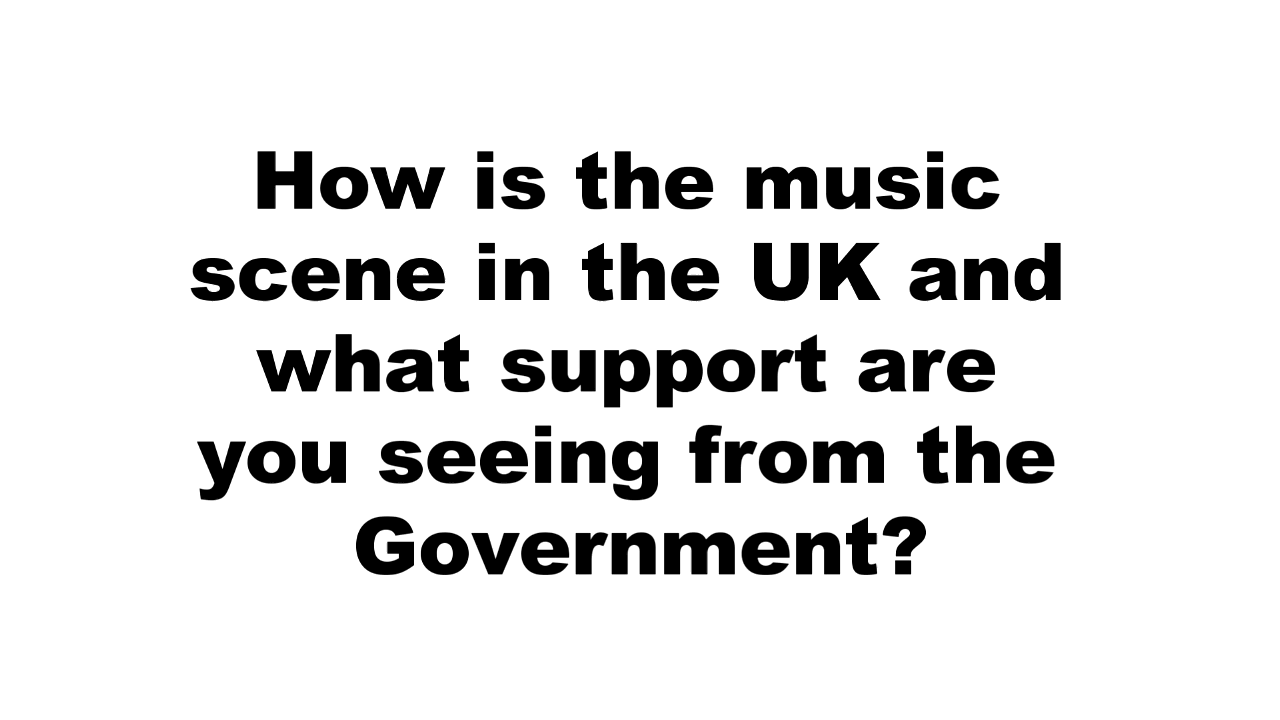 How is the music
scene in the UK and
what support are
you seeing from the
Government?